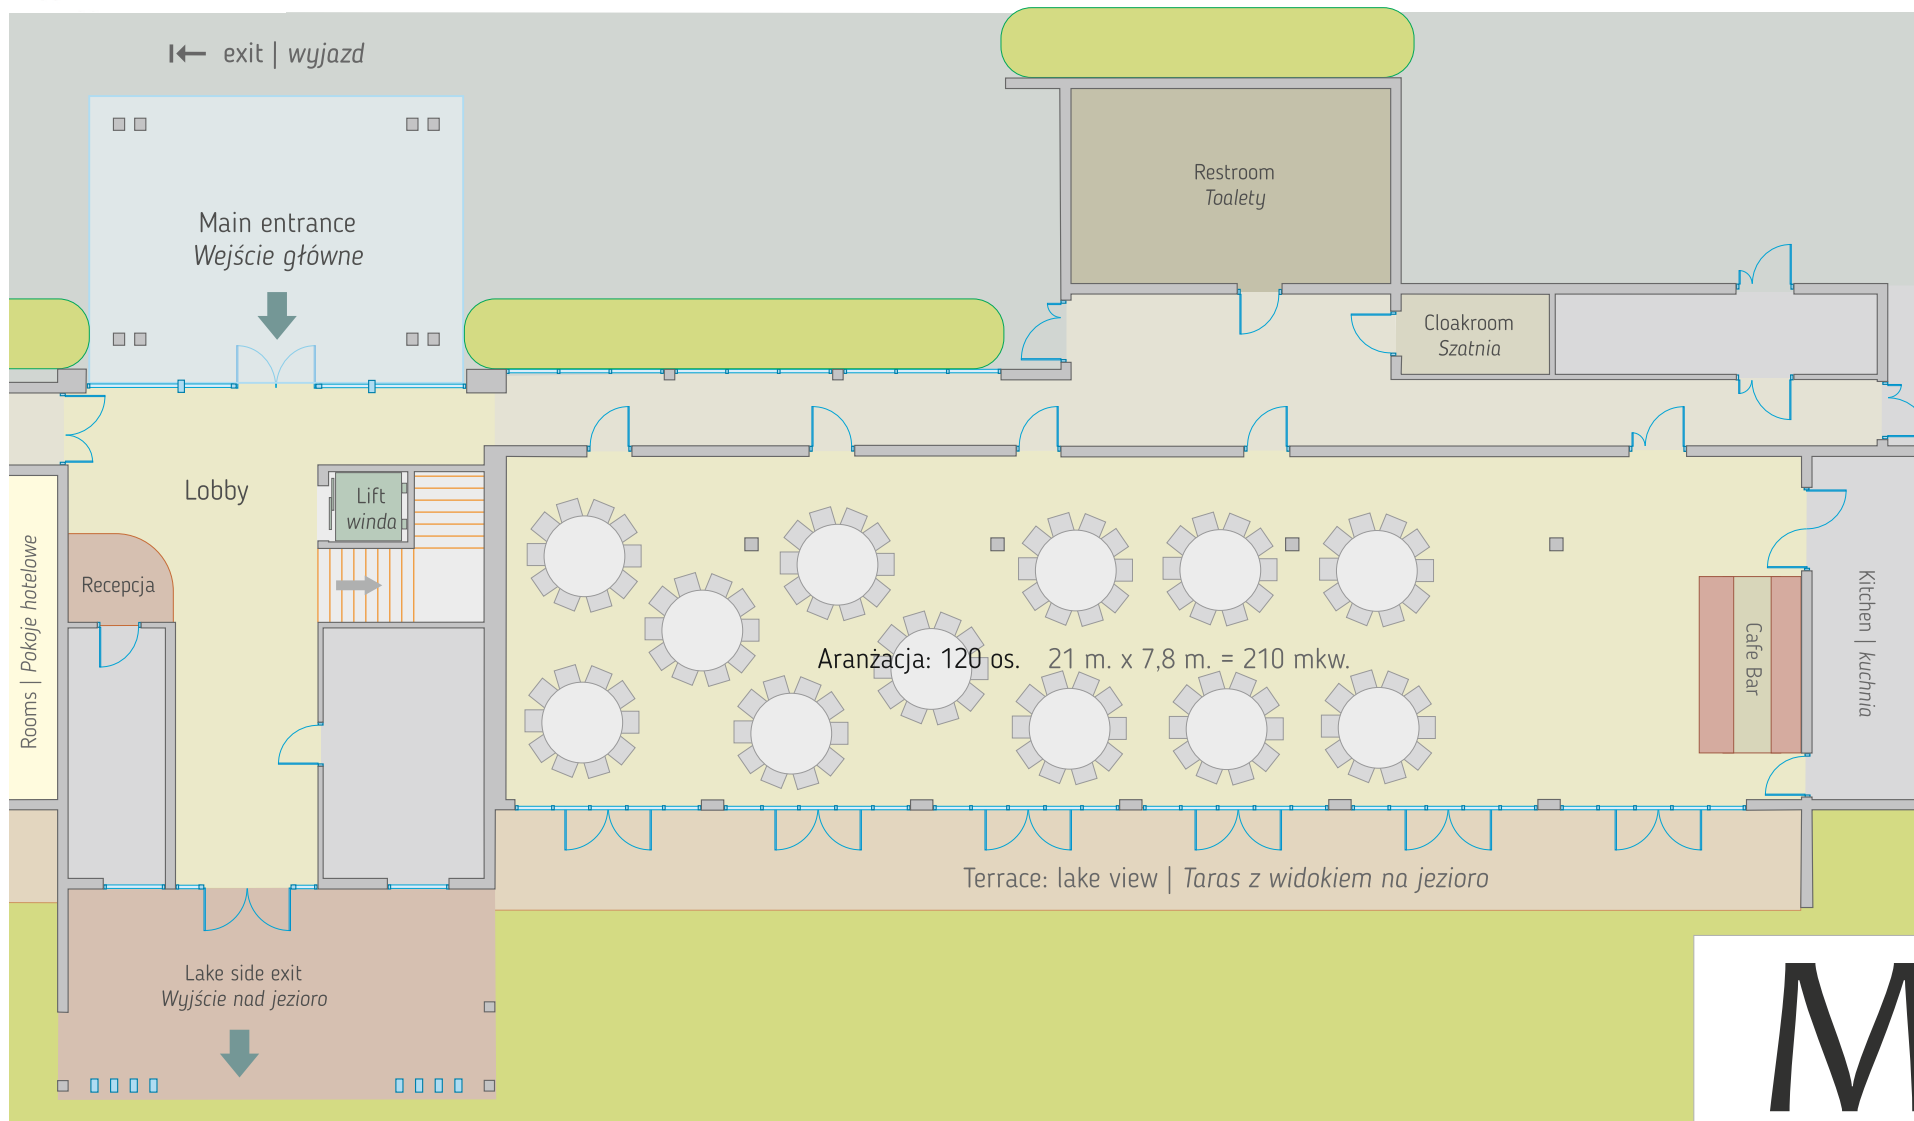 exit | wyjazd
Main entrance
Wejście główne
Restroom
Toalety
Cloakroom
Szatnia
Lobby
Lift
winda
Recepcja
Rooms | Pokoje hotelowe
Aranżacja: 120 os. 21 m. x 7,8 m. = 210 mkw.
Cafe Bar
Kitchen | kuchnia
Terrace: lake view | Taras z widokiem na jezioro
Lake side exit
Wyjście nad jezioro
M